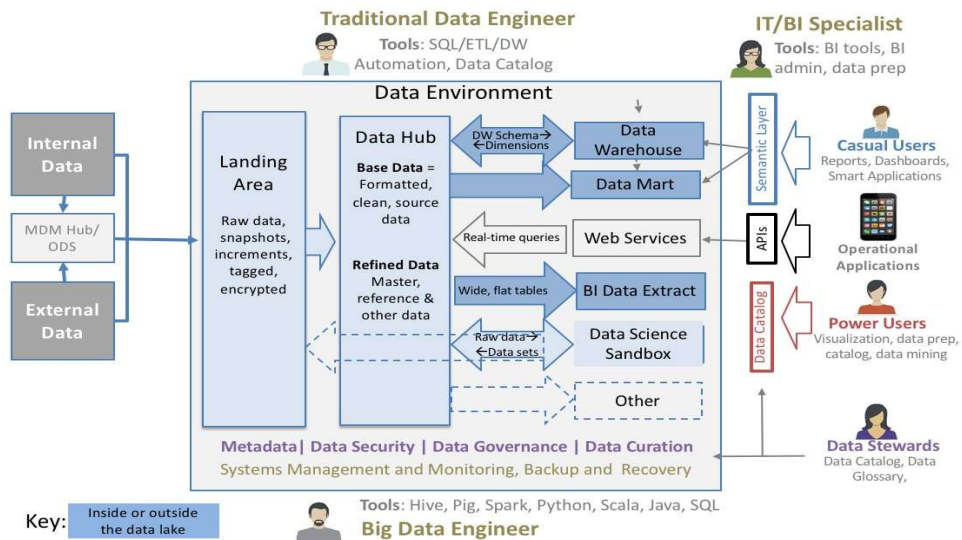 Traditional Data Engineer
Tools: SQL/ETL/DW
Automation, Data Catalog
IT/BI Specialist
Tools: BI tools, BI
admin, data prep
Data Environment
Internal
Data
MDM Hub/
ODS
External
Data
Landing
Area
Raw data,
snapshots,
increments,
tagged,
encrypted
Data Hub
Base Data =
Formatted,
clean, source
data
Refined Data
Master,
reference &
other data
DW Schema→
←Dimensions
Real-time queries
Wide, flat tables
Raw data→
←Data sets
Data
Warehouse
Data Mart
Web Services
BI Data Extract
Data Science
Sandbox
Other
Semantic Layer
APIs
Data Catalog
Casual Users
Reports, Dashboards,
Smart Applications
Operational
Applications
Power Users
Visualization, data prep,
catalog, data mining
Data Stewards
Data Catalog, Data
Glossary,
Metadata| Data Security | Data Governance | Data Curation
Systems Management and Monitoring, Backup and Recovery
Key:
Inside or outside
the data lake
Tools: Hive, Pig, Spark, Python, Scala, Java, SQL
Big Data Engineer